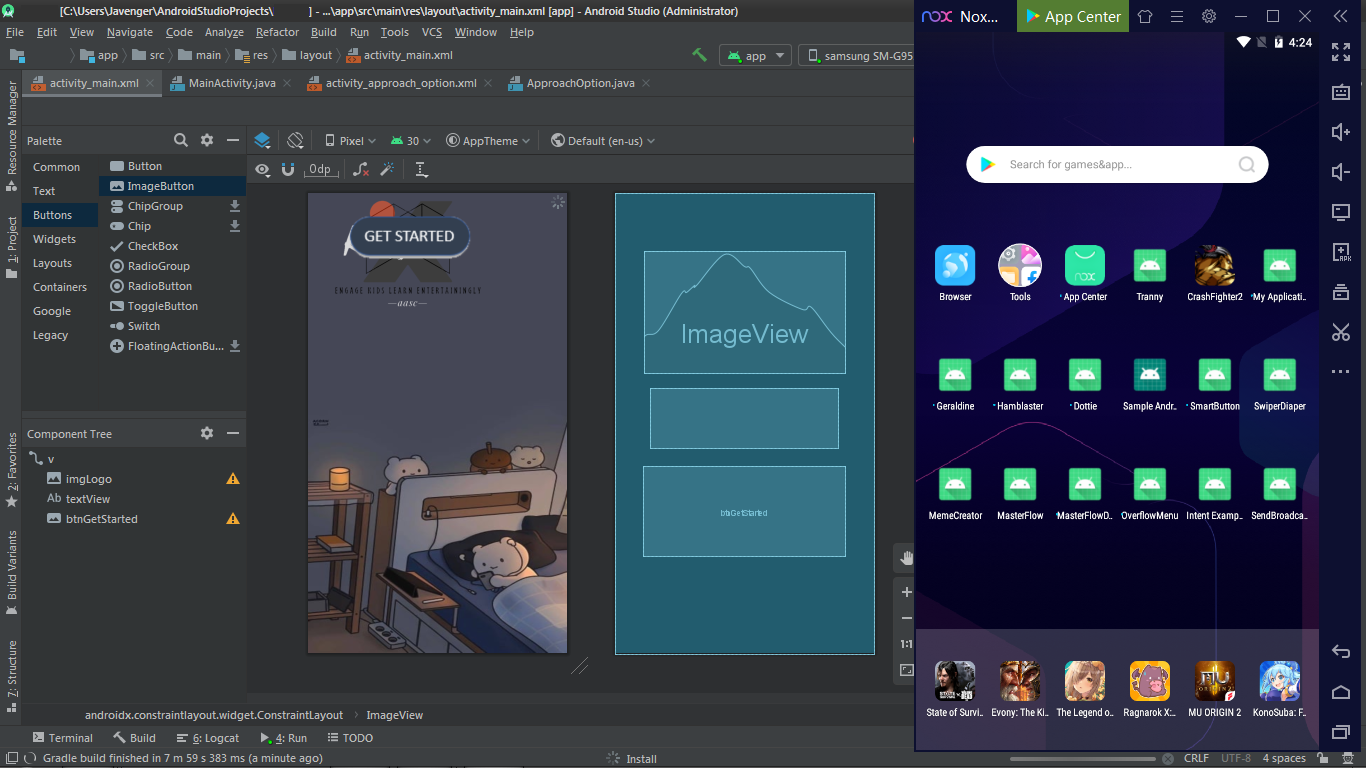 [C:\Users\Javenger\AndroidStudioProjects\ ] - ...\app\src\main\res\layout\activity_main.xml [app] - Android Studio (Administrator)
File Edit View Navigate Code Analyze Refactor Build Run Tools VCS Window Help
app src main res layout activity_main.xml app samsung SM-G95
activity_main.xml MainActivity.java activity_approach_option.xml ApproachOption.java
Palette
Pixel 30 AppTheme Default (en-us)
0dp
Common
Text
Buttons
Widgets
Layouts
Containers
Google
Legacy
Button
ImageButton
ChipGroup
Chip
CheckBox
RadioGroup
RadioButton
ToggleButton
Switch
FloatingActionBu...
Component Tree
v
imgLogo
Ab textView
btnGetStarted
Resource Manager
1: Project
2: Favorites
Build Variants
7: Structure
GET STARTED
ENGAGE KIDS LEARN ENTERTAININGLY
—aasc—
ImageView
btnGetStarted
1:1
androidx.constraintlayout.widget.ConstraintLayout ImageView
Terminal Build 6: Logcat 4: Run TODO
Gradle build finished in 7 m 59 s 383 ms (a minute ago) Install CRLF UTF-8 4 spaces
nox Nox... App Center
4:24
Search for games&app...
Browser Tools App Center Tranny CrashFighter2 My Applicati..
nox
Geraldine Hamblaster Dottie Sample Andr.. SmartButton SwiperDiaper
MemeCreator MasterFlow MasterFlowD.. OverflowMenu Intent Examp.. SendBroadca..
State of Survi.. Evony: The Ki.. The Legend o.. Ragnarok X:.. MU ORIGIN 2 KonoSuba: F..
APK